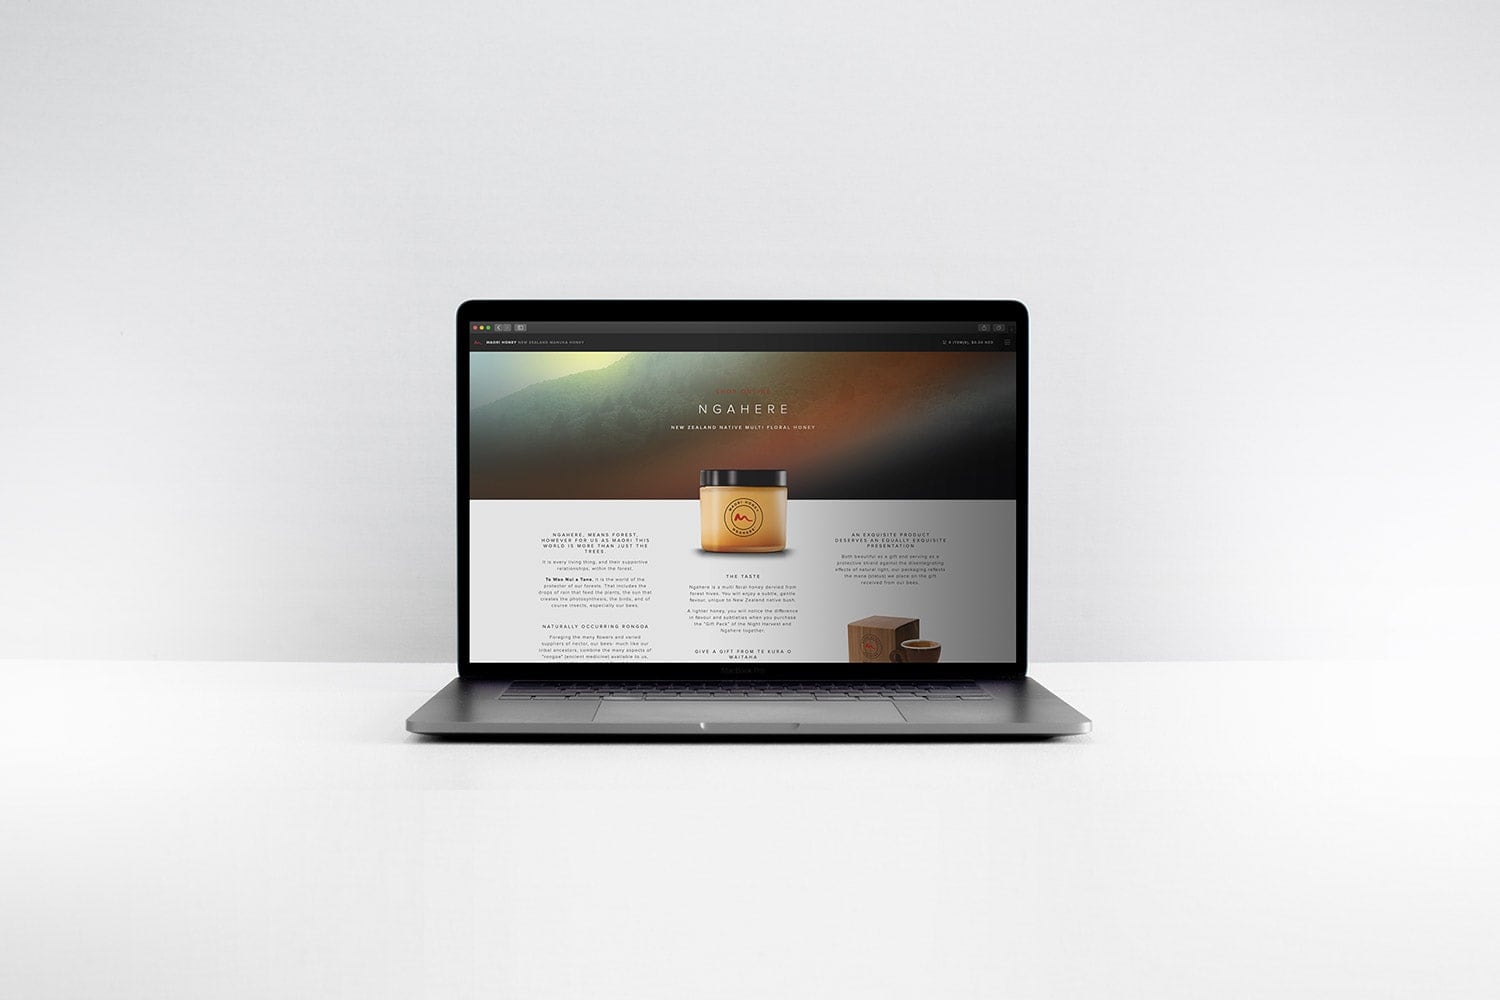 MAORI HONEY NEW ZEALAND MANUKA HONEY
0 ITEM(S), $0.00 NZD
SHOP ONLINE
NGAHERE
NEW ZEALAND NATIVE MULTI FLORAL HONEY
MAORI HONEY
NGAHERE
NGAHERE, MEANS FOREST,
HOWEVER FOR US AS MAORI THIS
WORLD IS MORE THAN JUST THE
TREES.
It is every living thing, and their supportive
relationships, within the forest.
Te Wao Nui a Tane, it is the world of the
protector of our forests. That includes the
drops of rain that feed the plants, the sun that
creates the photosynthesis, the birds, and of
course insects, especially our bees.
NATURALLY OCCURRING RONGOA
Foraging the many flowers and varied
suppliers of nectar, our bees- much like our
tribal ancestors, combine the many aspects of
"rongoa" (ancient medicine) available to us,
THE TASTE
Ngahere is a multi floral honey dervied from
forest hives. You will enjoy a subtle, gentle
flavour, unique to New Zealand native bush.
A lighter honey, you will notice the difference
in flavour and subtleties when you purchase
the "Gift Pack" of the Night Harvest and
Ngahere together.
GIVE A GIFT FROM TE KURA O
WAITAHA
AN EXQUISITE PRODUCT
DESERVES AN EQUALLY EXQUISITE
PRESENTATION
Both beautiful as a gift and serving as a
protective shield against the disentegrating
effects of natural light, our packaging reflects
the mana (status) we place on the gift
received from our bees.
MacBook Pro